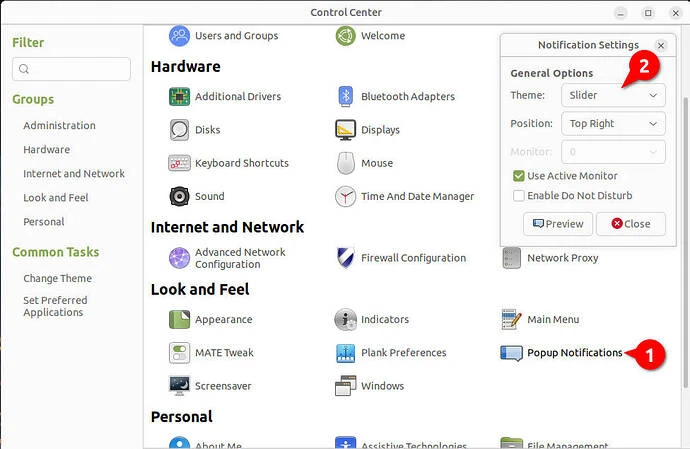 Control Center
Filter
Groups
Administration
Hardware
Internet and Network
Look and Feel
Personal
Common Tasks
Change Theme
Set Preferred
Applications
Users and Groups
Welcome
Hardware
Additional Drivers
Bluetooth Adapters
Disks
Displays
Keyboard Shortcuts
Mouse
Sound
Time And Date Manager
Internet and Network
Advanced Network
Configuration
Firewall Configuration
Network Proxy
Look and Feel
Appearance
Indicators
Main Menu
MATE Tweak
Plank Preferences
Popup Notifications
1
Screensaver
Windows
Personal
About Me
Assistive Technologies
File Management
Notification Settings
2
General Options
Theme: Slider
Position: Top Right
Monitor: 0
Use Active Monitor
Enable Do Not Disturb
Preview
Close